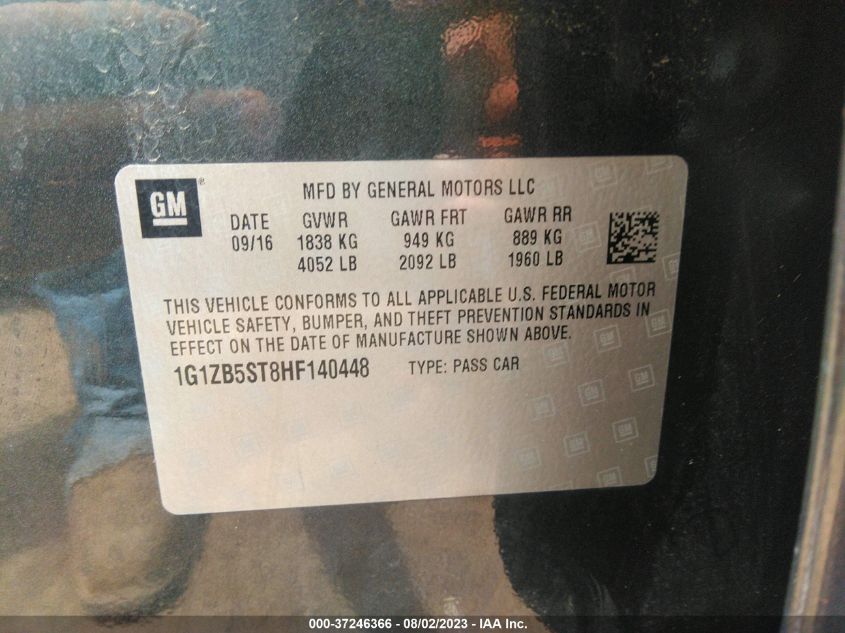 GM ®
MFD BY GENERAL MOTORS LLC
DATE GVWR GAWR FRT GAWR RR
09/16 1838 KG 949 KG 889 KG
4052 LB 2092 LB 1960 LB
THIS VEHICLE CONFORMS TO ALL APPLICABLE U.S. FEDERAL MOTOR
VEHICLE SAFETY, BUMPER, AND THEFT PREVENTION STANDARDS IN
EFFECT ON THE DATE OF MANUFACTURE SHOWN ABOVE.
1G1ZB5ST8HF140448 TYPE: PASS CAR
000-37246366 - 08/02/2023 - IAA Inc.